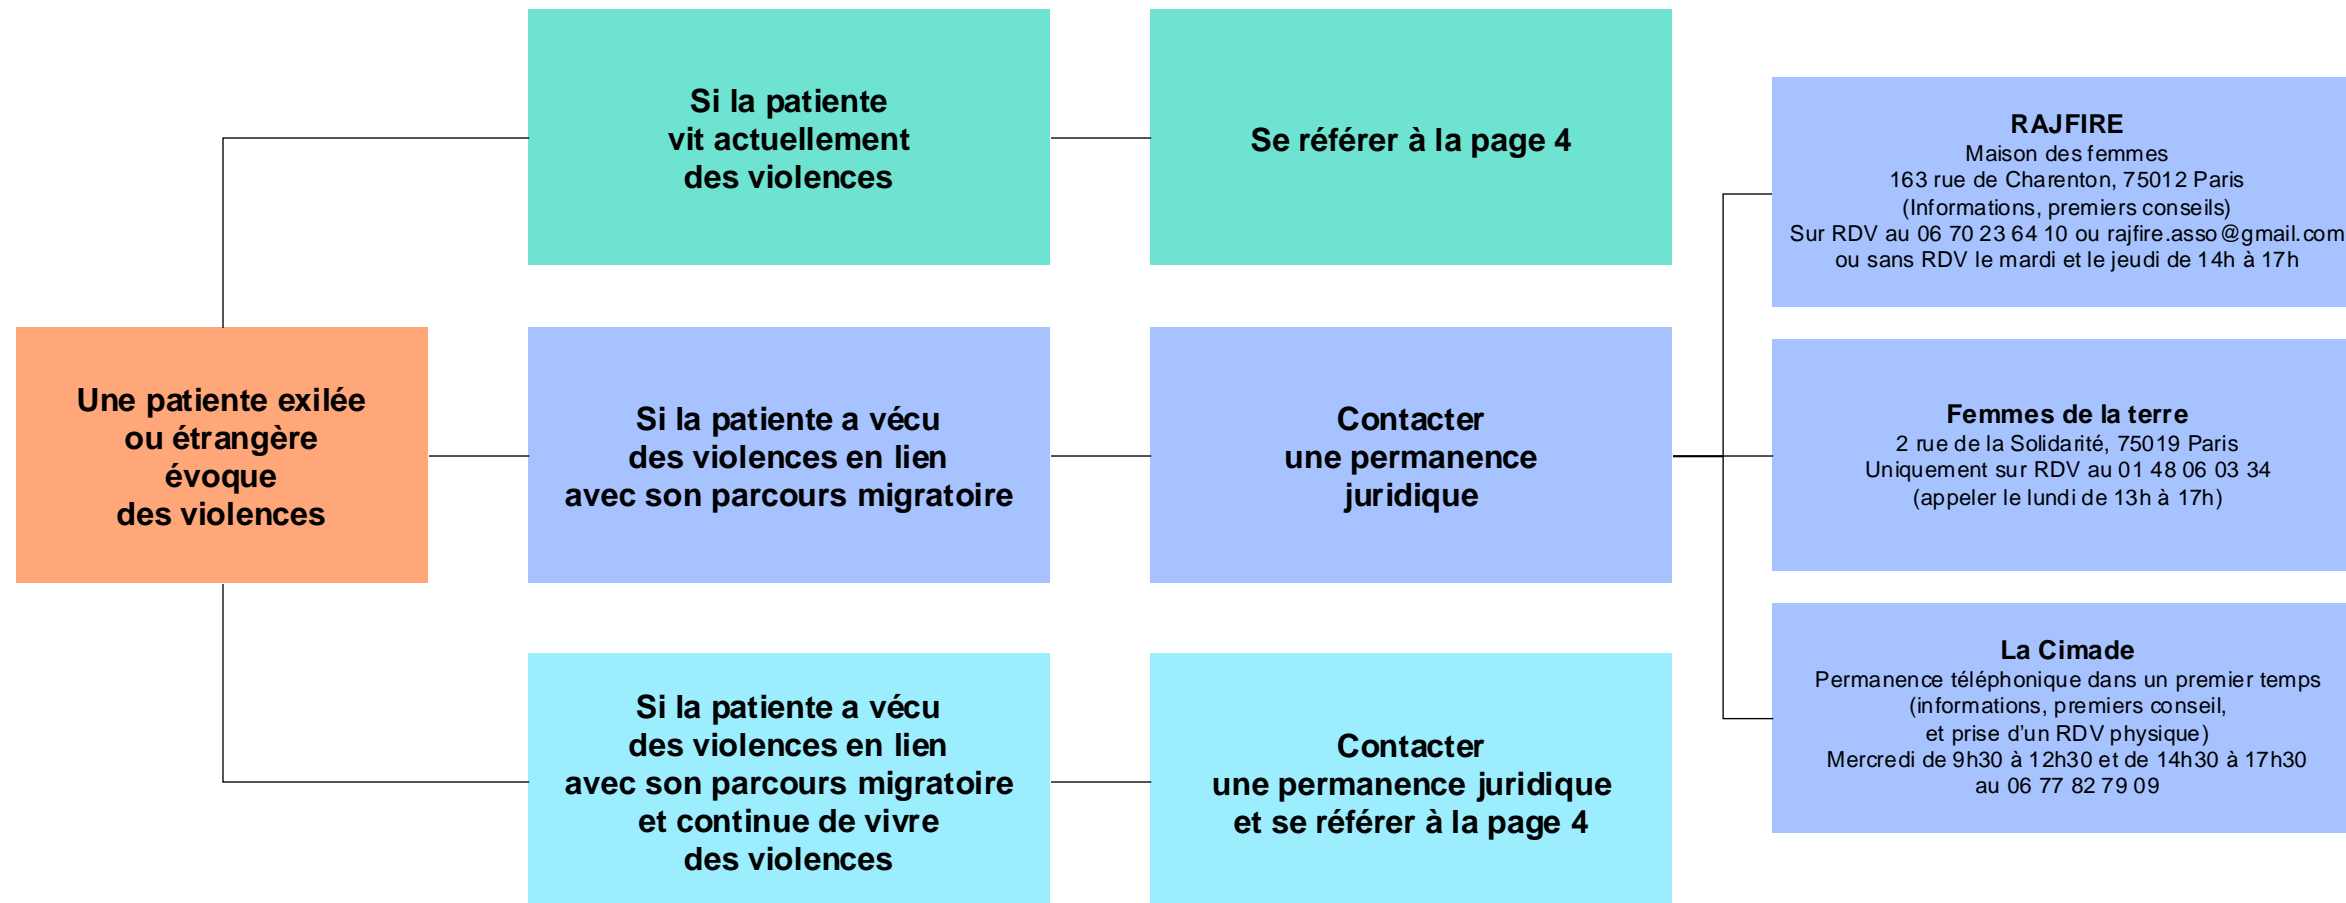 Une patiente exilée
ou étrangère
évoque
des violences
Si la patiente
vit actuellement
des violences
Se référer à la page 4
Si la patiente a vécu
des violences en lien
avec son parcours migratoire
Contacter
une permanence
juridique
RAJFIRE
Maison des femmes
163 rue de Charenton, 75012 Paris
(Informations, premiers conseils)
Sur RDV au 06 70 23 64 10 ou rajfire.asso@gmail.com
ou sans RDV le mardi et le jeudi de 14h à 17h
Femmes de la terre
2 rue de la Solidarité, 75019 Paris
Uniquement sur RDV au 01 48 06 03 34
(appeler le lundi de 13h à 17h)
La Cimade
Permanence téléphonique dans un premier temps
(informations, premiers conseil,
et prise d’un RDV physique)
Mercredi de 9h30 à 12h30 et de 14h30 à 17h30
au 06 77 82 79 09
Si la patiente a vécu
des violences en lien
avec son parcours migratoire
et continue de vivre
des violences
Contacter
une permanence juridique
et se référer à la page 4